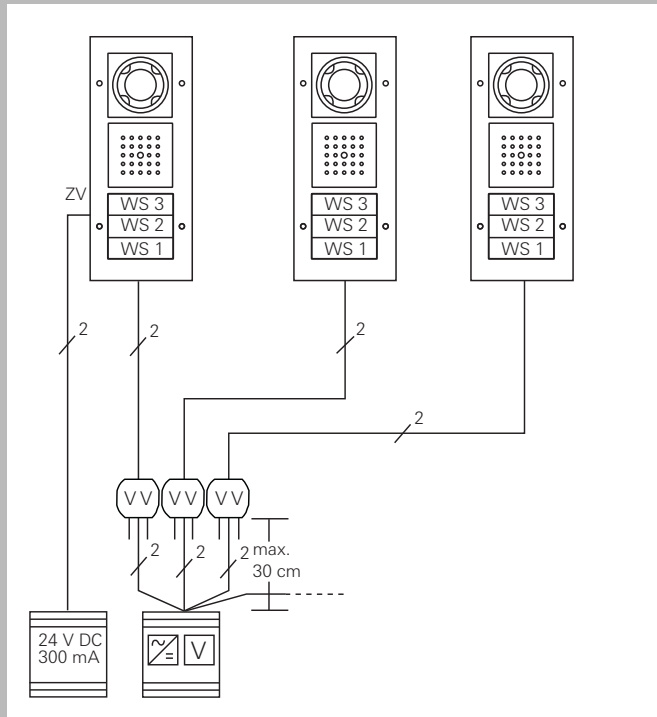 ZV
WS 3
WS 2
WS 1
WS 3
WS 2
WS 1
WS 3
WS 2
WS 1
2
2
2
2
V V
V V
V V
2
2
2
max.
30 cm
24 V DC
300 mA
~
=
V